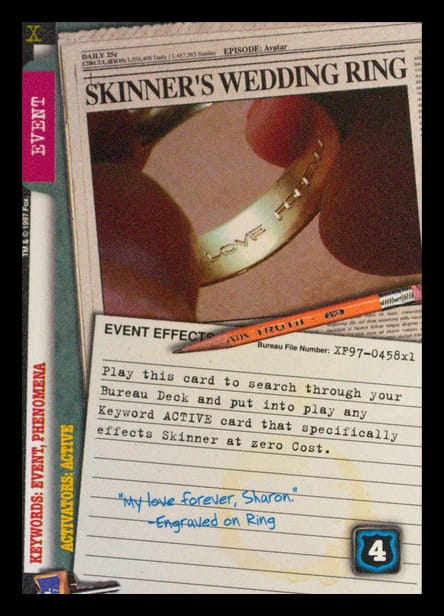 X
DAILY 25¢
EPISODE: Avatar
SKINNER'S WEDDING RING
EVENT
LOVE FOREV
TM & © 1997 Fox.
TRUTH
EVENT EFFECTS
Bureau File Number: XF97-0458x1
Play this card to search through your
Bureau Deck and put into play any
Keyword ACTIVE card that specifically
effects Skinner at zero Cost.
"My love forever, Sharon."
-Engraved on Ring
KEYWORDS: EVENT, PHENOMENA
ACTIVATORS: ACTIVE
4